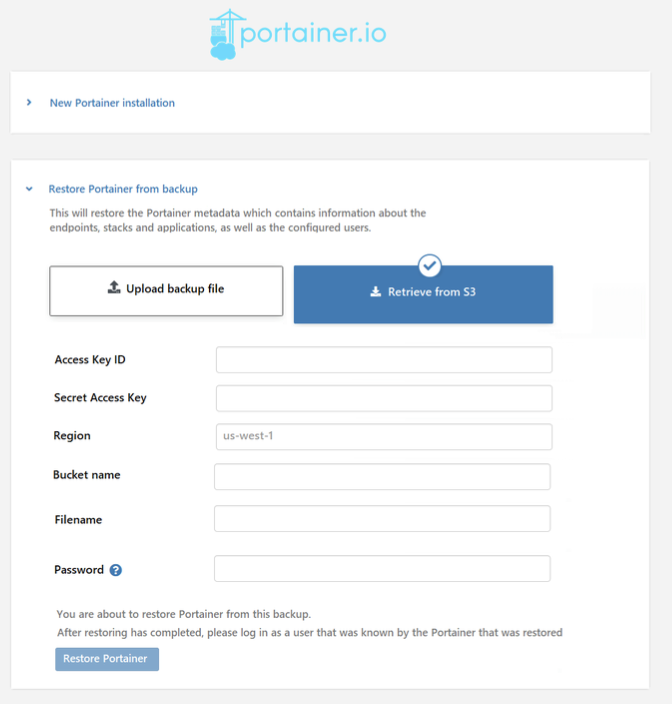 portainer.io
New Portainer installation
Restore Portainer from backup
This will restore the Portainer metadata which contains information about the
endpoints, stacks and applications, as well as the configured users.
Upload backup file
Retrieve from S3
Access Key ID
Secret Access Key
Region
us-west-1
Bucket name
Filename
Password ?
You are about to restore Portainer from this backup.
After restoring has completed, please log in as a user that was known by the Portainer that was restored
Restore Portainer